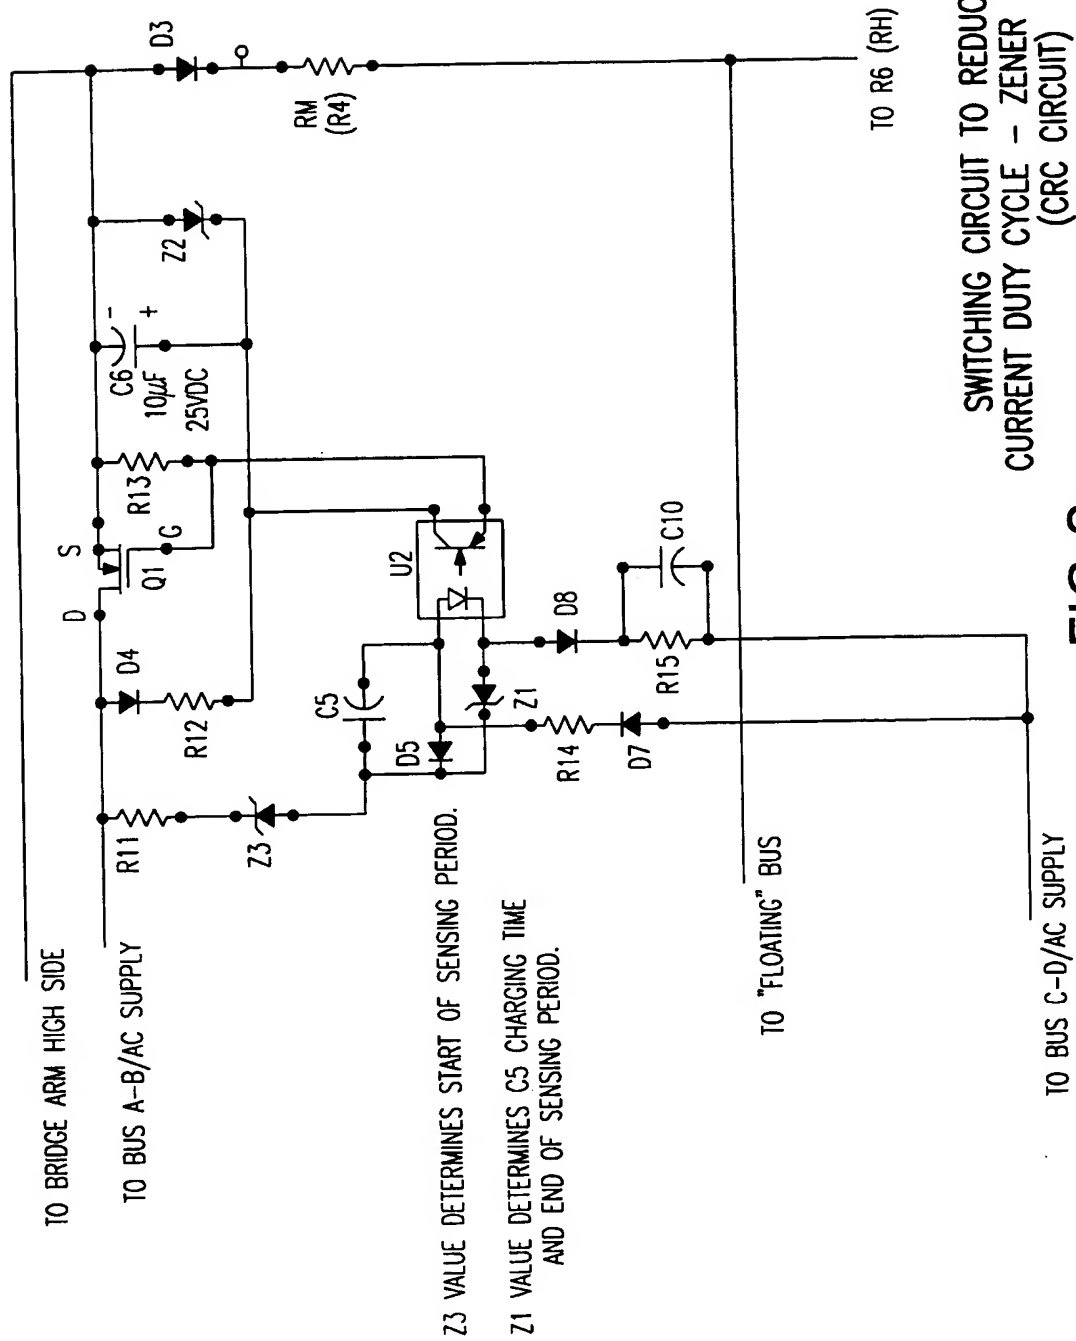 TO BRIDGE ARM HIGH SIDE
TO BUS A-B/AC SUPPLY
R11
Z3
D4
R12
D
S
Q1
G
R13
C6
-
+
10µF
25VDC
Z2
D3
RM
(R4)
C5
D5
Z1
U2
R14
D7
D8
R15
C10
Z3 VALUE DETERMINES START OF SENSING PERIOD.
Z1 VALUE DETERMINES C5 CHARGING TIME
AND END OF SENSING PERIOD.
TO "FLOATING" BUS
TO R6 (RH)
TO BUS C-D/AC SUPPLY
SWITCHING CIRCUIT TO REDUC
CURRENT DUTY CYCLE - ZENER
(CRC CIRCUIT)